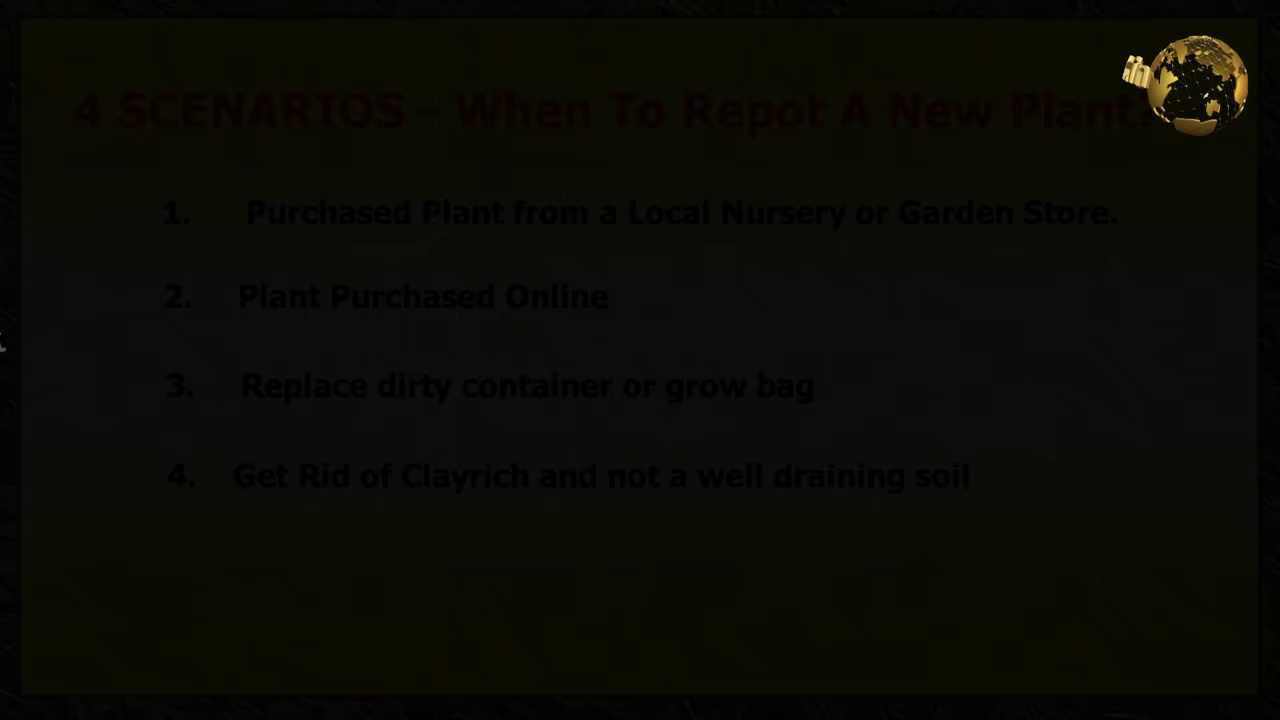 4 SCENARIOS - When To Repot A New Plant?
1. Purchased Plant from a Local Nursery or Garden Store.
2. Plant Purchased Online
3. Replace dirty container or grow bag
4. Get Rid of Clayrich and not a well draining soil